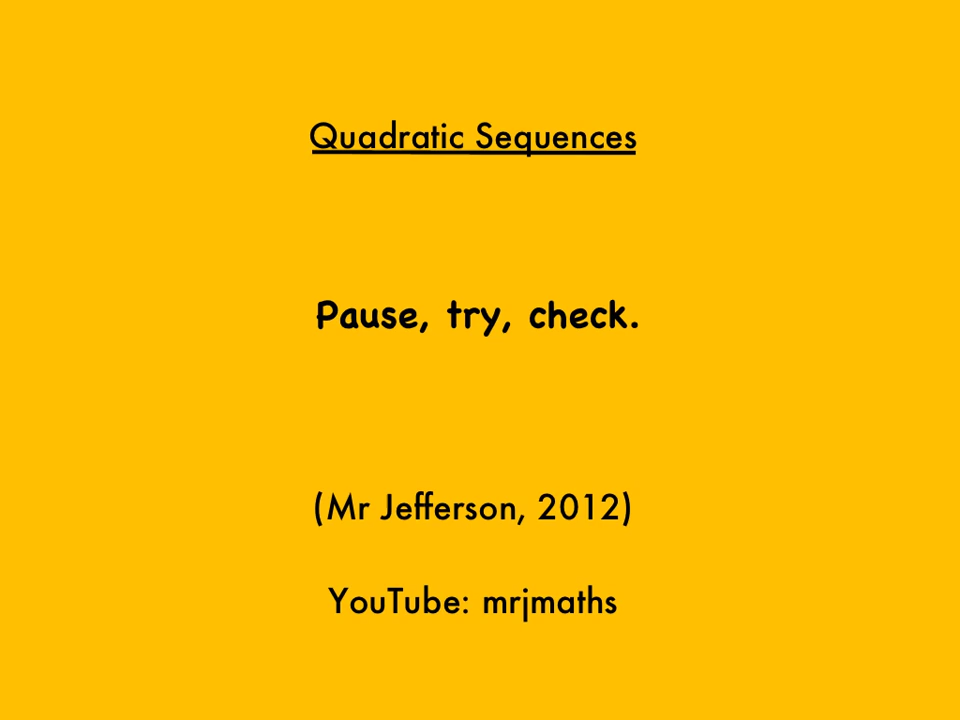 Quadratic Sequences
Pause, try, check.
(Mr Jefferson, 2012)
YouTube: mrjmaths